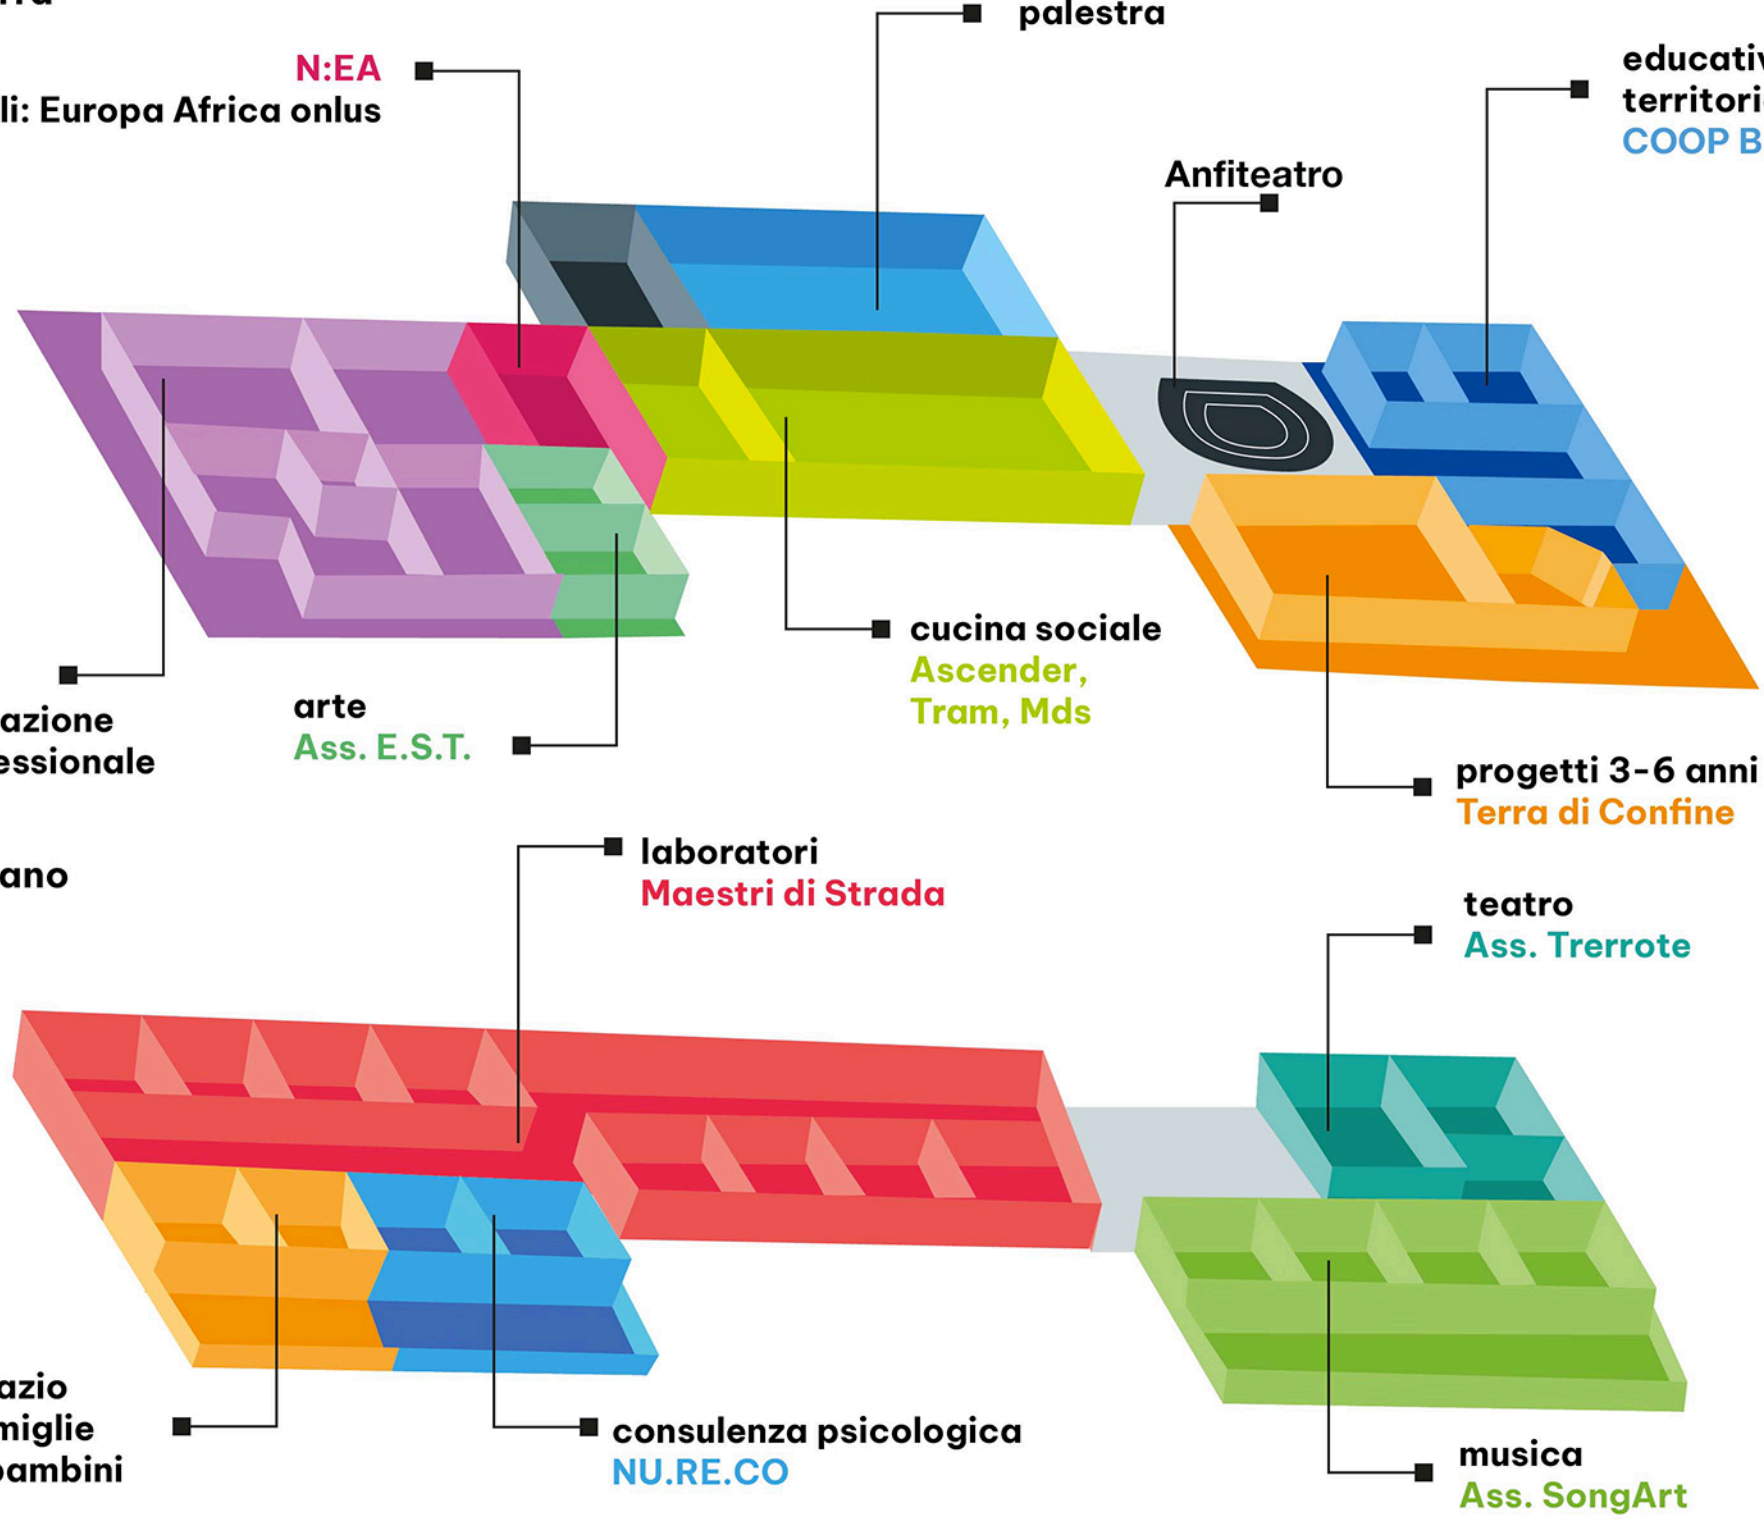 palestra
N:EA
li: Europa Africa onlus
educativ
territori
COOP B
Anfiteatro
cucina sociale
Ascender,
Tram, Mds
azione
essionale
arte
Ass. E.S.T.
progetti 3-6 anni
Terra di Confine
ano
laboratori
Maestri di Strada
teatro
Ass. Trerrote
azio
miglie
bambini
consulenza psicologica
NU.RE.CO
musica
Ass. SongArt